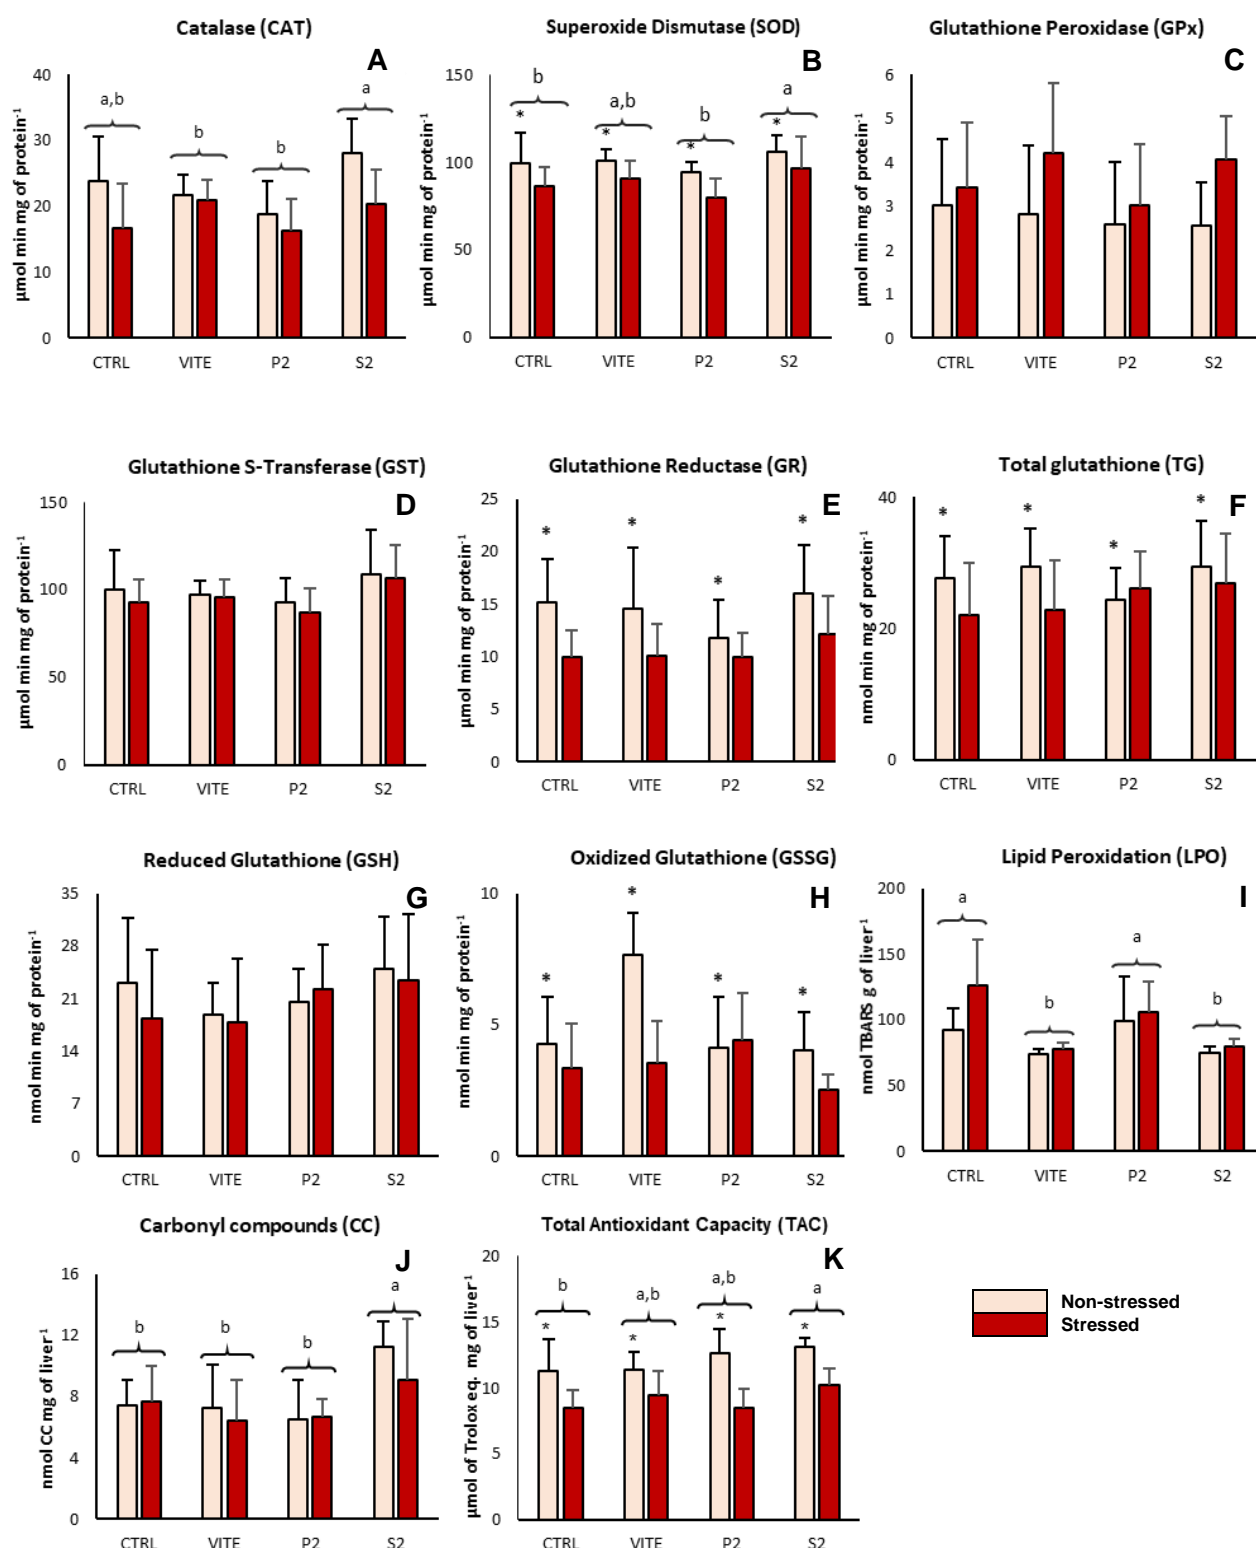 Catalase (CAT)
A
µmol min mg of protein-1
40
30
20
10
0
a,b
b
b
a
CTRL VITE P2 S2
Superoxide Dismutase (SOD)
B
µmol min mg of protein-1
150
100
50
0
b
a,b
b
a
* * * *
CTRL VITE P2 S2
Glutathione Peroxidase (GPx)
C
µmol min mg of protein-1
6
5
4
3
2
1
0
CTRL VITE P2 S2
Glutathione S-Transferase (GST)
D
µmol min mg of protein-1
150
100
50
0
CTRL VITE P2 S2
Glutathione Reductase (GR)
E
µmol min mg of protein-1
25
20
15
10
5
0
* * * *
CTRL VITE P2 S2
Total glutathione (TG)
F
nmol min mg of protein-1
40
20
0
* * * *
CTRL VITE P2 S2
Reduced Glutathione (GSH)
G
nmol min mg of protein-1
35
28
21
14
7
0
CTRL VITE P2 S2
Oxidized Glutathione (GSSG)
H
nmol min mg of protein-1
10
5
0
* * * *
CTRL VITE P2 S2
Lipid Peroxidation (LPO)
I
nmol TBARS g of liver-1
200
150
100
50
0
a
b
a
b
CTRL VITE P2 S2
Carbonyl compounds (CC)
J
nmol CC mg of liver-1
16
12
8
4
0
b
b
b
a
CTRL VITE P2 S2
Total Antioxidant Capacity (TAC)
K
µmol of Trolox eq. mg of liver-1
20
15
10
5
0
b
a,b
a,b
a
* * * *
CTRL VITE P2 S2
Non-stressed
Stressed